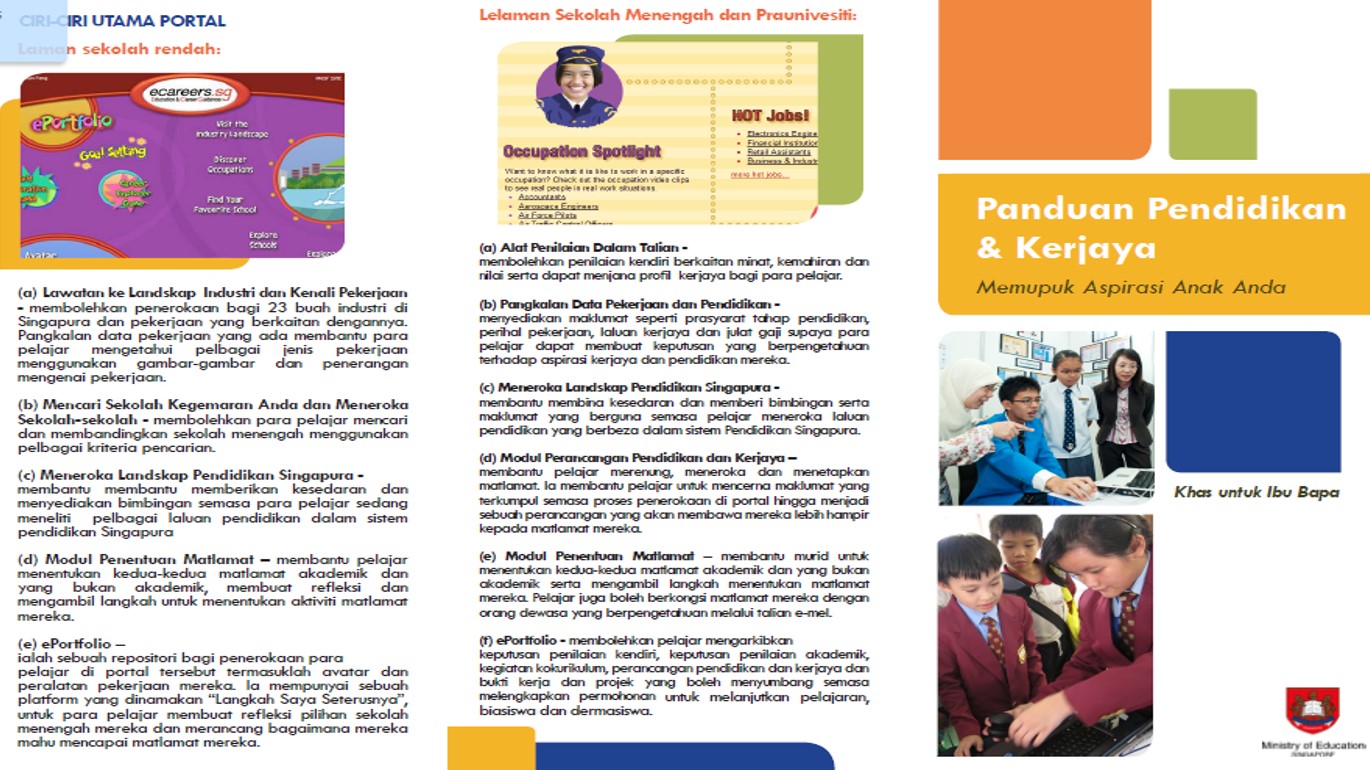 CIRI-CIRI UTAMA PORTAL
Laman sekolah rendah:
ecareers.sg
Education & Career Guidance
ePortfolio
Goal Setting
Visit the
Industry Landscape
Discover
Occupations
Find Your
Favourite School
Explore
Schools
Avatar
(a) Lawatan ke Landskap Industri dan Kenali Pekerjaan
- membolehkan penerokaan bagi 23 buah industri di
Singapura dan pekerjaan yang berkaitan dengannya.
Pangkalan data pekerjaan yang ada membantu para
pelajar mengetahui pelbagai jenis pekerjaan
menggunakan gambar-gambar dan penerangan
mengenai pekerjaan.
(b) Mencari Sekolah Kegemaran Anda dan Meneroka
Sekolah-sekolah - membolehkan para pelajar mencari
dan membandingkan sekolah menengah menggunakan
pelbagai kriteria pencarian.
(c) Meneroka Landskap Pendidikan Singapura -
membantu membantu memberikan kesedaran dan
menyediakan bimbingan semasa para pelajar sedang
meneliti pelbagai laluan pendidikan dalam sistem
pendidikan Singapura
(d) Modul Penentuan Matlamat – membantu pelajar
menentukan kedua-kedua matlamat akademik dan
yang bukan akademik, membuat refleksi dan
mengambil langkah untuk menentukan aktiviti matlamat
mereka.
(e) ePortfolio –
ialah sebuah repositori bagi penerokaan para
pelajar di portal tersebut termasuklah avatar dan
peralatan pekerjaan mereka. Ia mempunyai sebuah
platform yang dinamakan “Langkah Saya Seterusnya”,
untuk para pelajar membuat refleksi pilihan sekolah
menengah mereka dan merancang bagaimana mereka
mahu mencapai matlamat mereka.
Lelaman Sekolah Menengah dan Praunivesiti:
HOT Jobs!
Electronics Engine
Financial Institution
Retail Assistants
Business & Industr
more hot jobs...
Occupation Spotlight
Want to know what it is like to work in a specific
occupation? Check out the occupation video clips
to see real people in real work situations
Accountants
Aerospace Engineers
Air Force Pilots
(a) Alat Penilaian Dalam Talian -
membolehkan penilaian kendiri berkaitan minat, kemahiran dan
nilai serta dapat menjana profil kerjaya bagi para pelajar.
(b) Pangkalan Data Pekerjaan dan Pendidikan -
menyediakan maklumat seperti prasyarat tahap pendidikan,
perihal pekerjaan, laluan kerjaya dan julat gaji supaya para
pelajar dapat membuat keputusan yang berpengetahuan
terhadap aspirasi kerjaya dan pendidikan mereka.
(c) Meneroka Landskap Pendidikan Singapura -
membantu membina kesedaran dan memberi bimbingan serta
maklumat yang berguna semasa pelajar meneroka laluan
pendidikan yang berbeza dalam sistem Pendidikan Singapura.
(d) Modul Perancangan Pendidikan dan Kerjaya –
membantu pelajar merenung, meneroka dan menetapkan
matlamat. Ia membantu pelajar untuk mencerna maklumat yang
terkumpul semasa proses penerokaan di portal hingga menjadi
sebuah perancangan yang akan membawa mereka lebih hampir
kepada matlamat mereka.
(e) Modul Penentuan Matlamat – membantu murid untuk
menentukan kedua-kedua matlamat akademik dan yang bukan
akademik serta mengambil langkah menentukan matlamat
mereka. Pelajar juga boleh berkongsi matlamat mereka dengan
orang dewasa yang berpengetahuan melalui talian e-mel.
(f) ePortfolio - membolehkan pelajar mengarkibkan
keputusan penilaian kendiri, keputusan penilaian akademik,
kegiatan kokurikulum, perancangan pendidikan dan kerjaya dan
bukti kerja dan projek yang boleh menyumbang semasa
melengkapkan permohonan untuk melanjutkan pelajaran,
biasiswa dan dermasiswa.
Panduan Pendidikan
& Kerjaya
Memupuk Aspirasi Anak Anda
Khas untuk Ibu Bapa
Ministry of Education
SINGAPORE